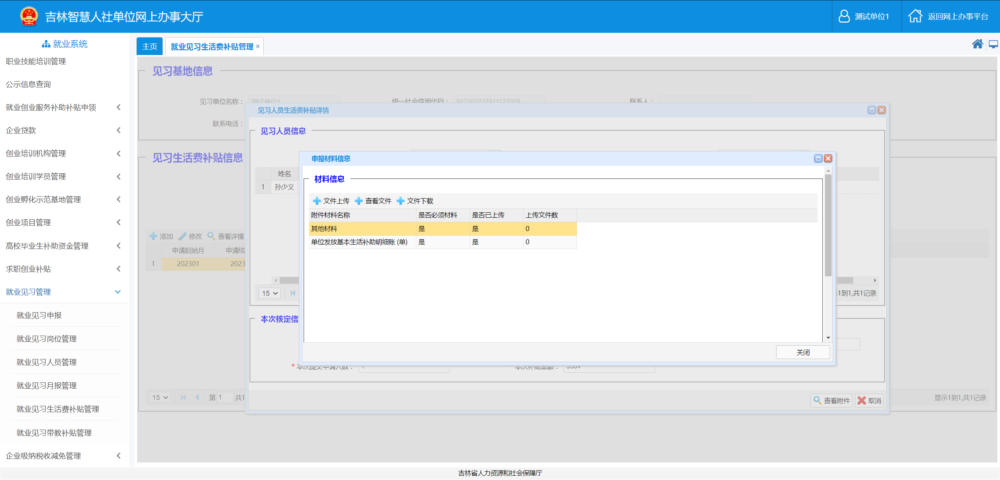 吉林智慧人社单位网上办事大厅
测试单位1
返回网上办事平台
就业系统
职业技能培训管理
公示信息查询
就业创业服务补助补贴申领
企业贷款
创业培训机构管理
创业培训学员管理
创业孵化示范基地管理
创业项目管理
高校毕业生补助资金管理
求职创业补贴
就业见习管理
就业见习申报
就业见习岗位管理
就业见习人员管理
就业见习月报管理
就业见习生活费补贴管理
就业见习带教补贴管理
企业吸纳税收减免管理
主页
就业见习生活费补贴管理 ×
见习基地信息
见习单位名称： 测试单位1
统一社会信用代码： 912203237911127029
联系人：
联系电话：
见习生活费补贴信息
添加 修改 查看详情
申请起始月 申请结
1 202301 2023
15 第 1 共1
显示1到1,共1记录
见习人员生活费补贴详情
见习人员信息
姓名
1 孙少义
15
1到1,共1记录
本次核定信
* 本次提交申请人数： 1
本次补贴金额： 3384
查看附件 取消
申报材料信息
材料信息
文件上传 查看文件 文件下载
附件材料名称 是否必须材料 是否已上传 上传文件数
其他材料 是 是 0
单位发放基本生活补助明细账 (单) 是 是 0
关闭
吉林省人力资源和社会保障厅